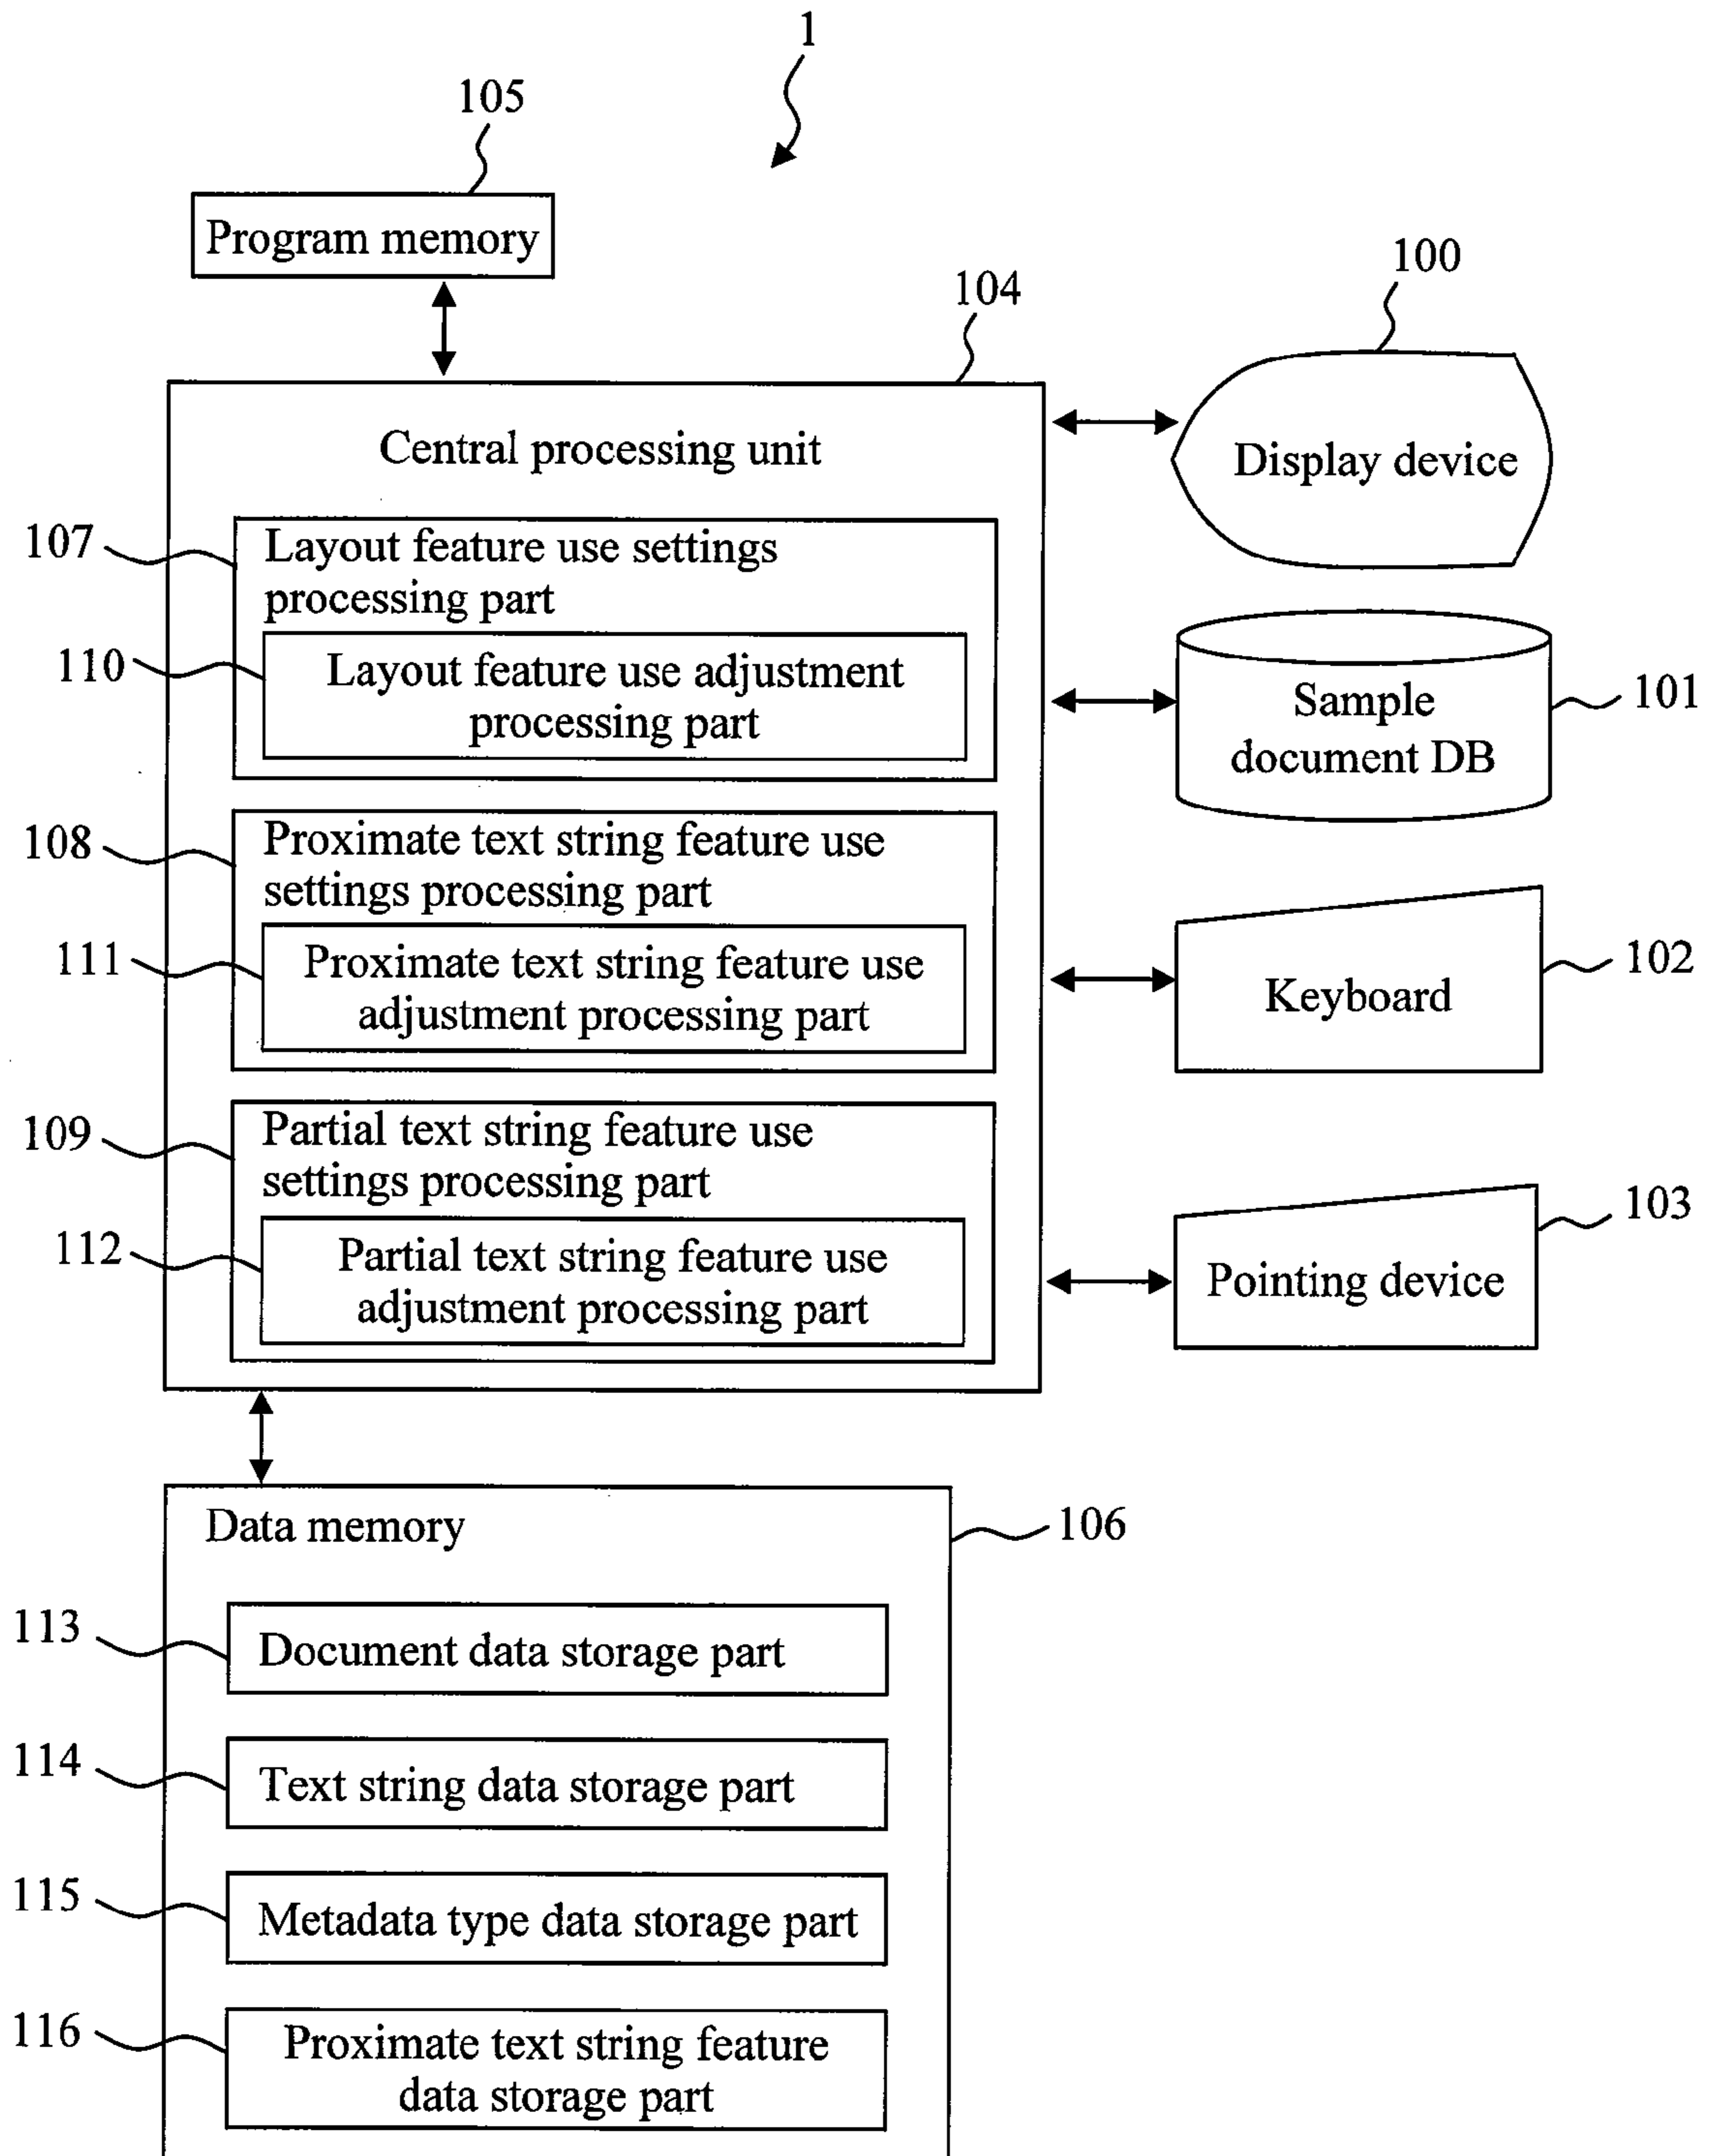 1
105
Program memory
104
100
Central processing unit
Display device
107
Layout feature use settings
processing part
110
Layout feature use adjustment
processing part
Sample
document DB
101
108
Proximate text string feature use
settings processing part
111
Proximate text string feature use
adjustment processing part
Keyboard
102
109
Partial text string feature use
settings processing part
112
Partial text string feature use
adjustment processing part
Pointing device
103
Data memory
106
113
Document data storage part
114
Text string data storage part
115
Metadata type data storage part
116
Proximate text string feature
data storage part